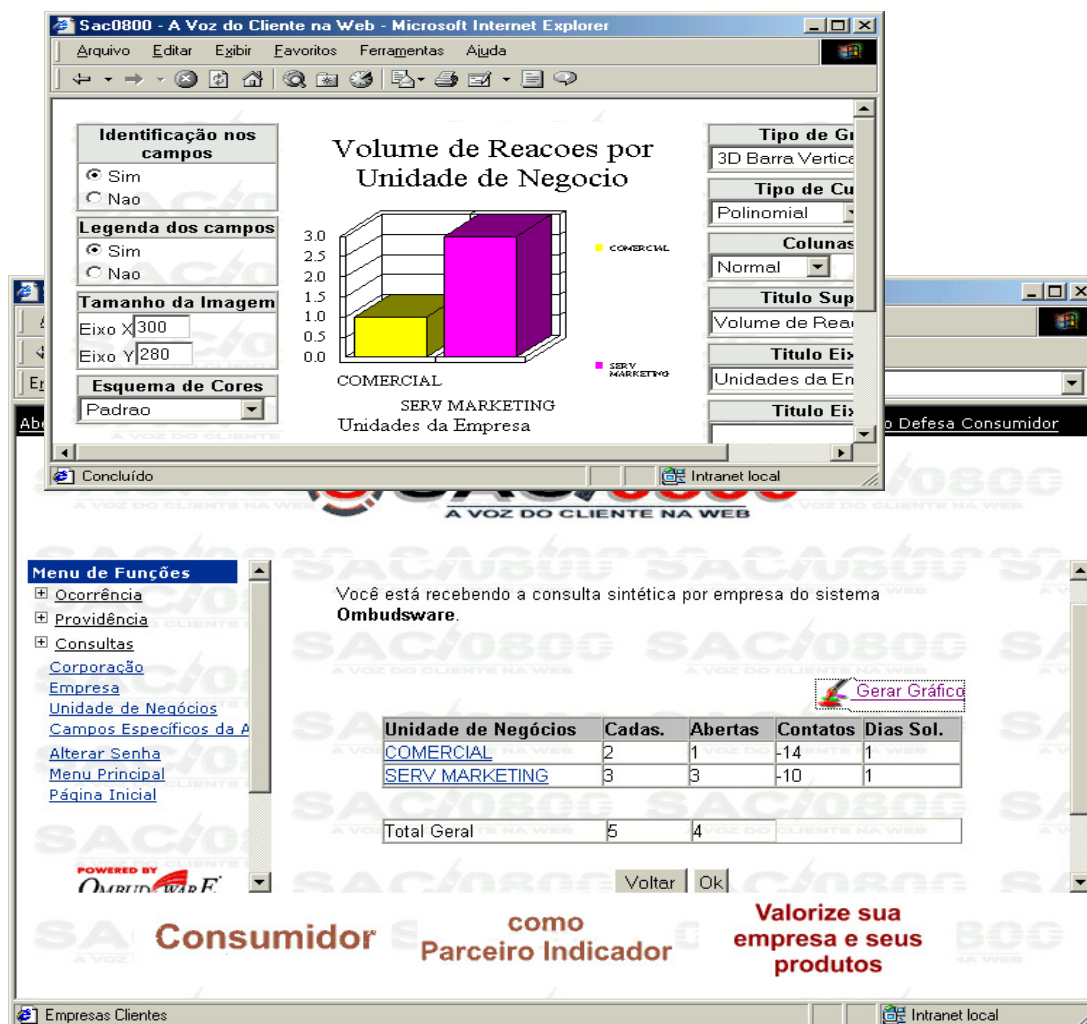 Sac0800 - A Voz do Cliente na Web - Microsoft Internet Explorer
Arquivo Editar Exibir Favoritos Ferramentas Ajuda
Identificação nos
campos
Sim
Nao
Legenda dos campos
Sim
Nao
Tamanho da Imagem
Eixo X 300
Eixo Y 280
Esquema de Cores
Padrao
Volume de Reacoes por
Unidade de Negocio
3.0
2.5
2.0
1.5
1.0
0.5
0.0
COMERCIAL
SERV MARKETING
Unidades da Empresa
COMERCIAL
SERV
MARKETING
Tipo de
3D Barra
Tipo de
Polinomial
Colunas
Normal
Titulo
Volume de
Titulo
Unidades da
Titulo
Concluído
Intranet local
Defesa Consumidor
A VOZ DO CLIENTE NA WEB
Menu de Funções
Ocorrência
Providência
Consultas
Corporação
Empresa
Unidade de Negócios
Campos Específicos da
Alterar Senha
Menu Principal
Página Inicial
POWERED BY
Você está recebendo a consulta sintética por empresa do sistema
Ombudsware.
Gerar Gráfico
Unidade de Negócios Cadas. Abertas Contatos Dias Sol.
COMERCIAL 2 1 -14 1
SERV MARKETING 3 3 -10 1
Total Geral 5 4
Voltar Ok
Consumidor
como
Parceiro Indicador
Valorize sua
empresa e seus
produtos
Empresas Clientes
Intranet local